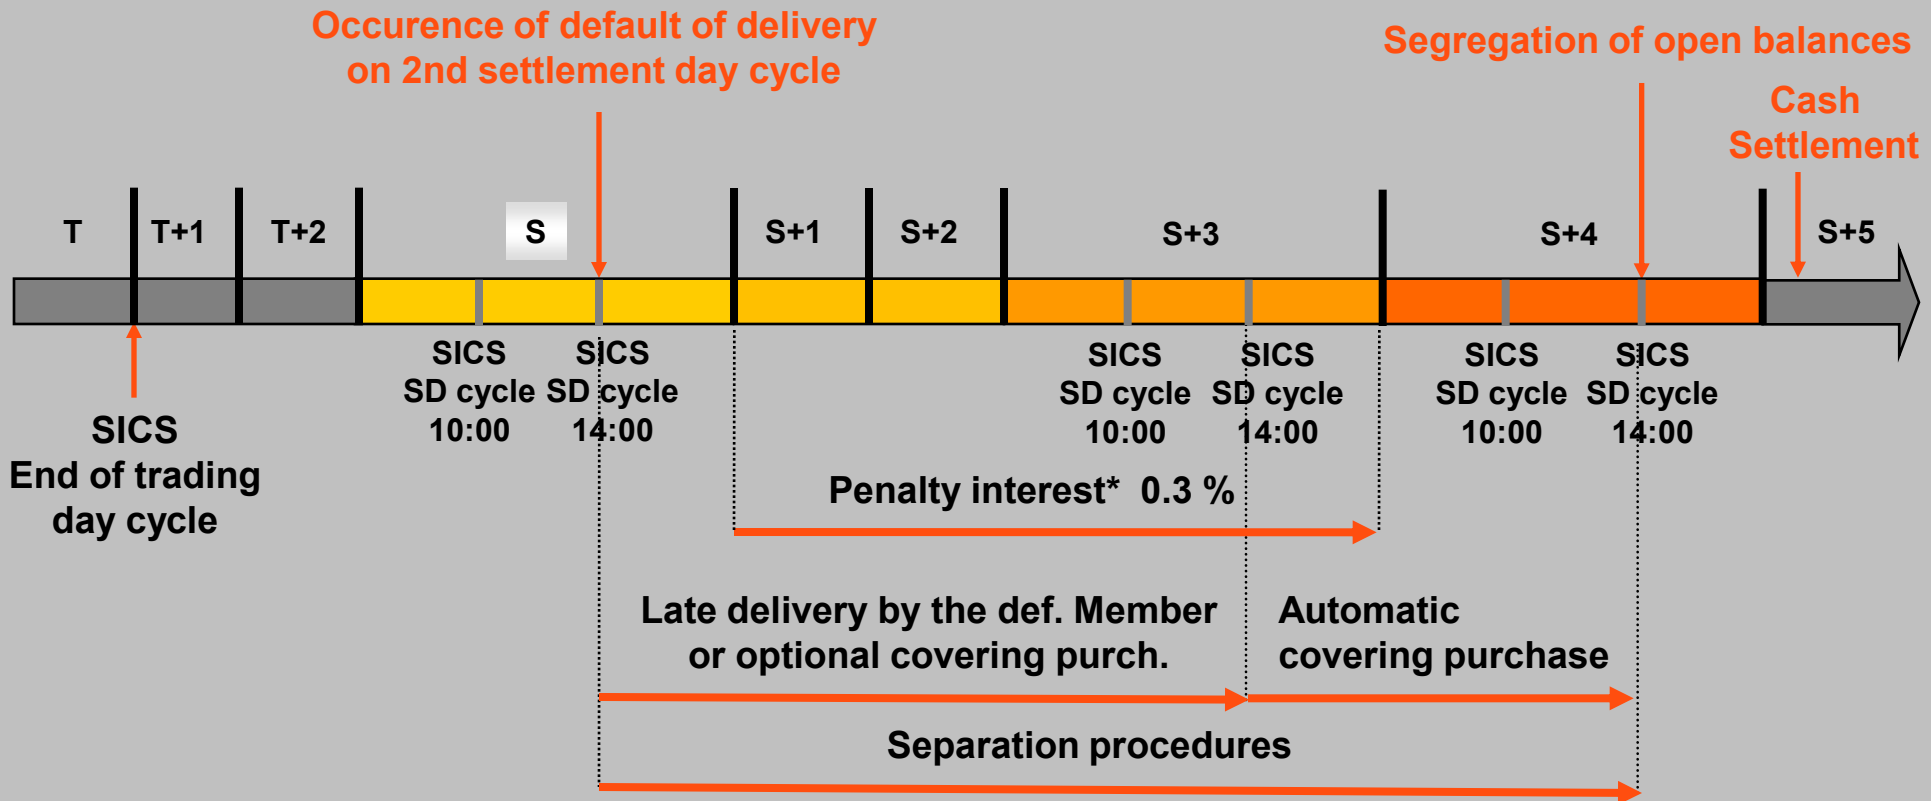 Occurence of default of delivery
on 2nd settlement day cycle
Segregation of open balances
Cash
Settlement
T
T+1
T+2
S
S+1
S+2
S+3
S+4
S+5
SICS
SD cycle
10:00
SICS
SD cycle
14:00
SICS
SD cycle
10:00
SICS
SD cycle
14:00
SICS
SD cycle
10:00
SICS
SD cycle
14:00
SICS
End of trading
day cycle
Penalty interest* 0.3 %
Late delivery by the def. Member
or optional covering purch.
Automatic
covering purchase
Separation procedures